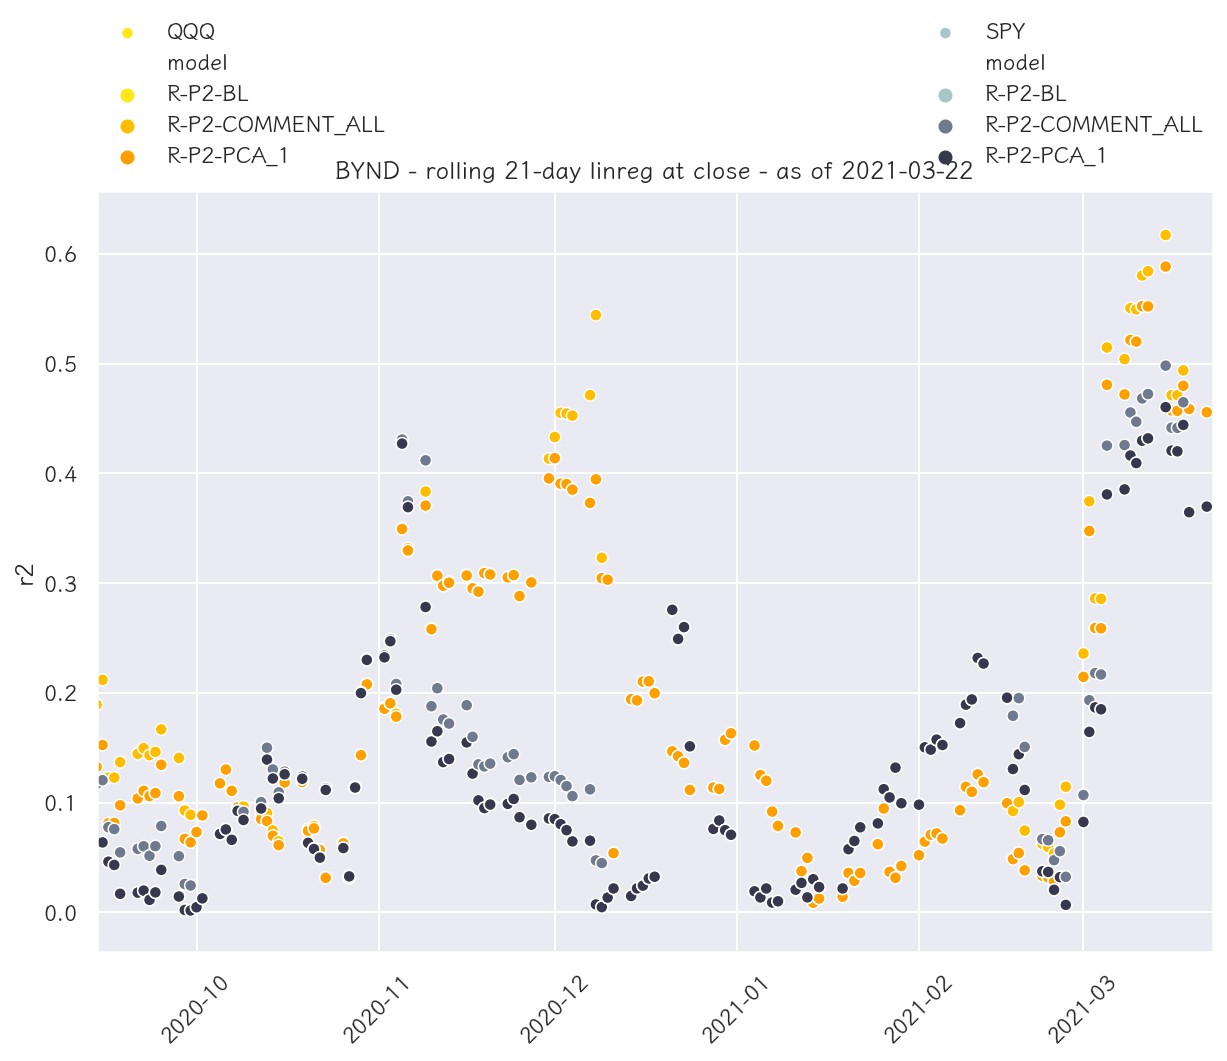 QQQ
model
R-P2-BL
R-P2-COMMENT_ALL
R-P2-PCA_1
SPY
model
R-P2-BL
R-P2-COMMENT_ALL
R-P2-PCA_1
BYND - rolling 21-day linreg at close - as of 2021-03-22
r2
0.6
0.5
0.4
0.3
0.2
0.1
0.0
2020-10
2020-11
2020-12
2021-01
2021-02
2021-03